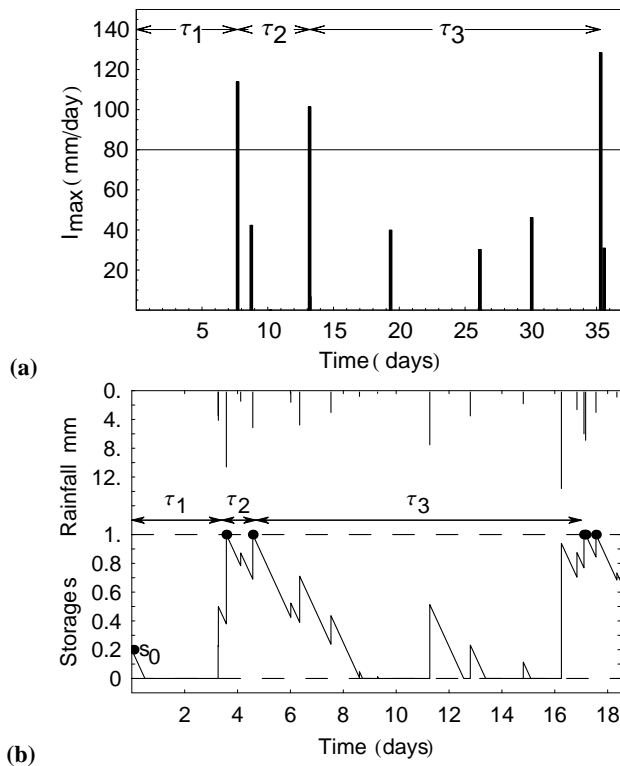 140
120
100
80
60
40
20
I_max( mm/day)
τ1 τ2 τ3
5 10 15 20 25 30 35
Time( days)
(a)
0.
4.
8.
12.
Rainfall mm
τ1 τ2 τ3
1.
0.8
0.6
0.4
0.2
0
Storages
s0
2 4 6 8 10 12 14 16 18
Time (days)
(b)